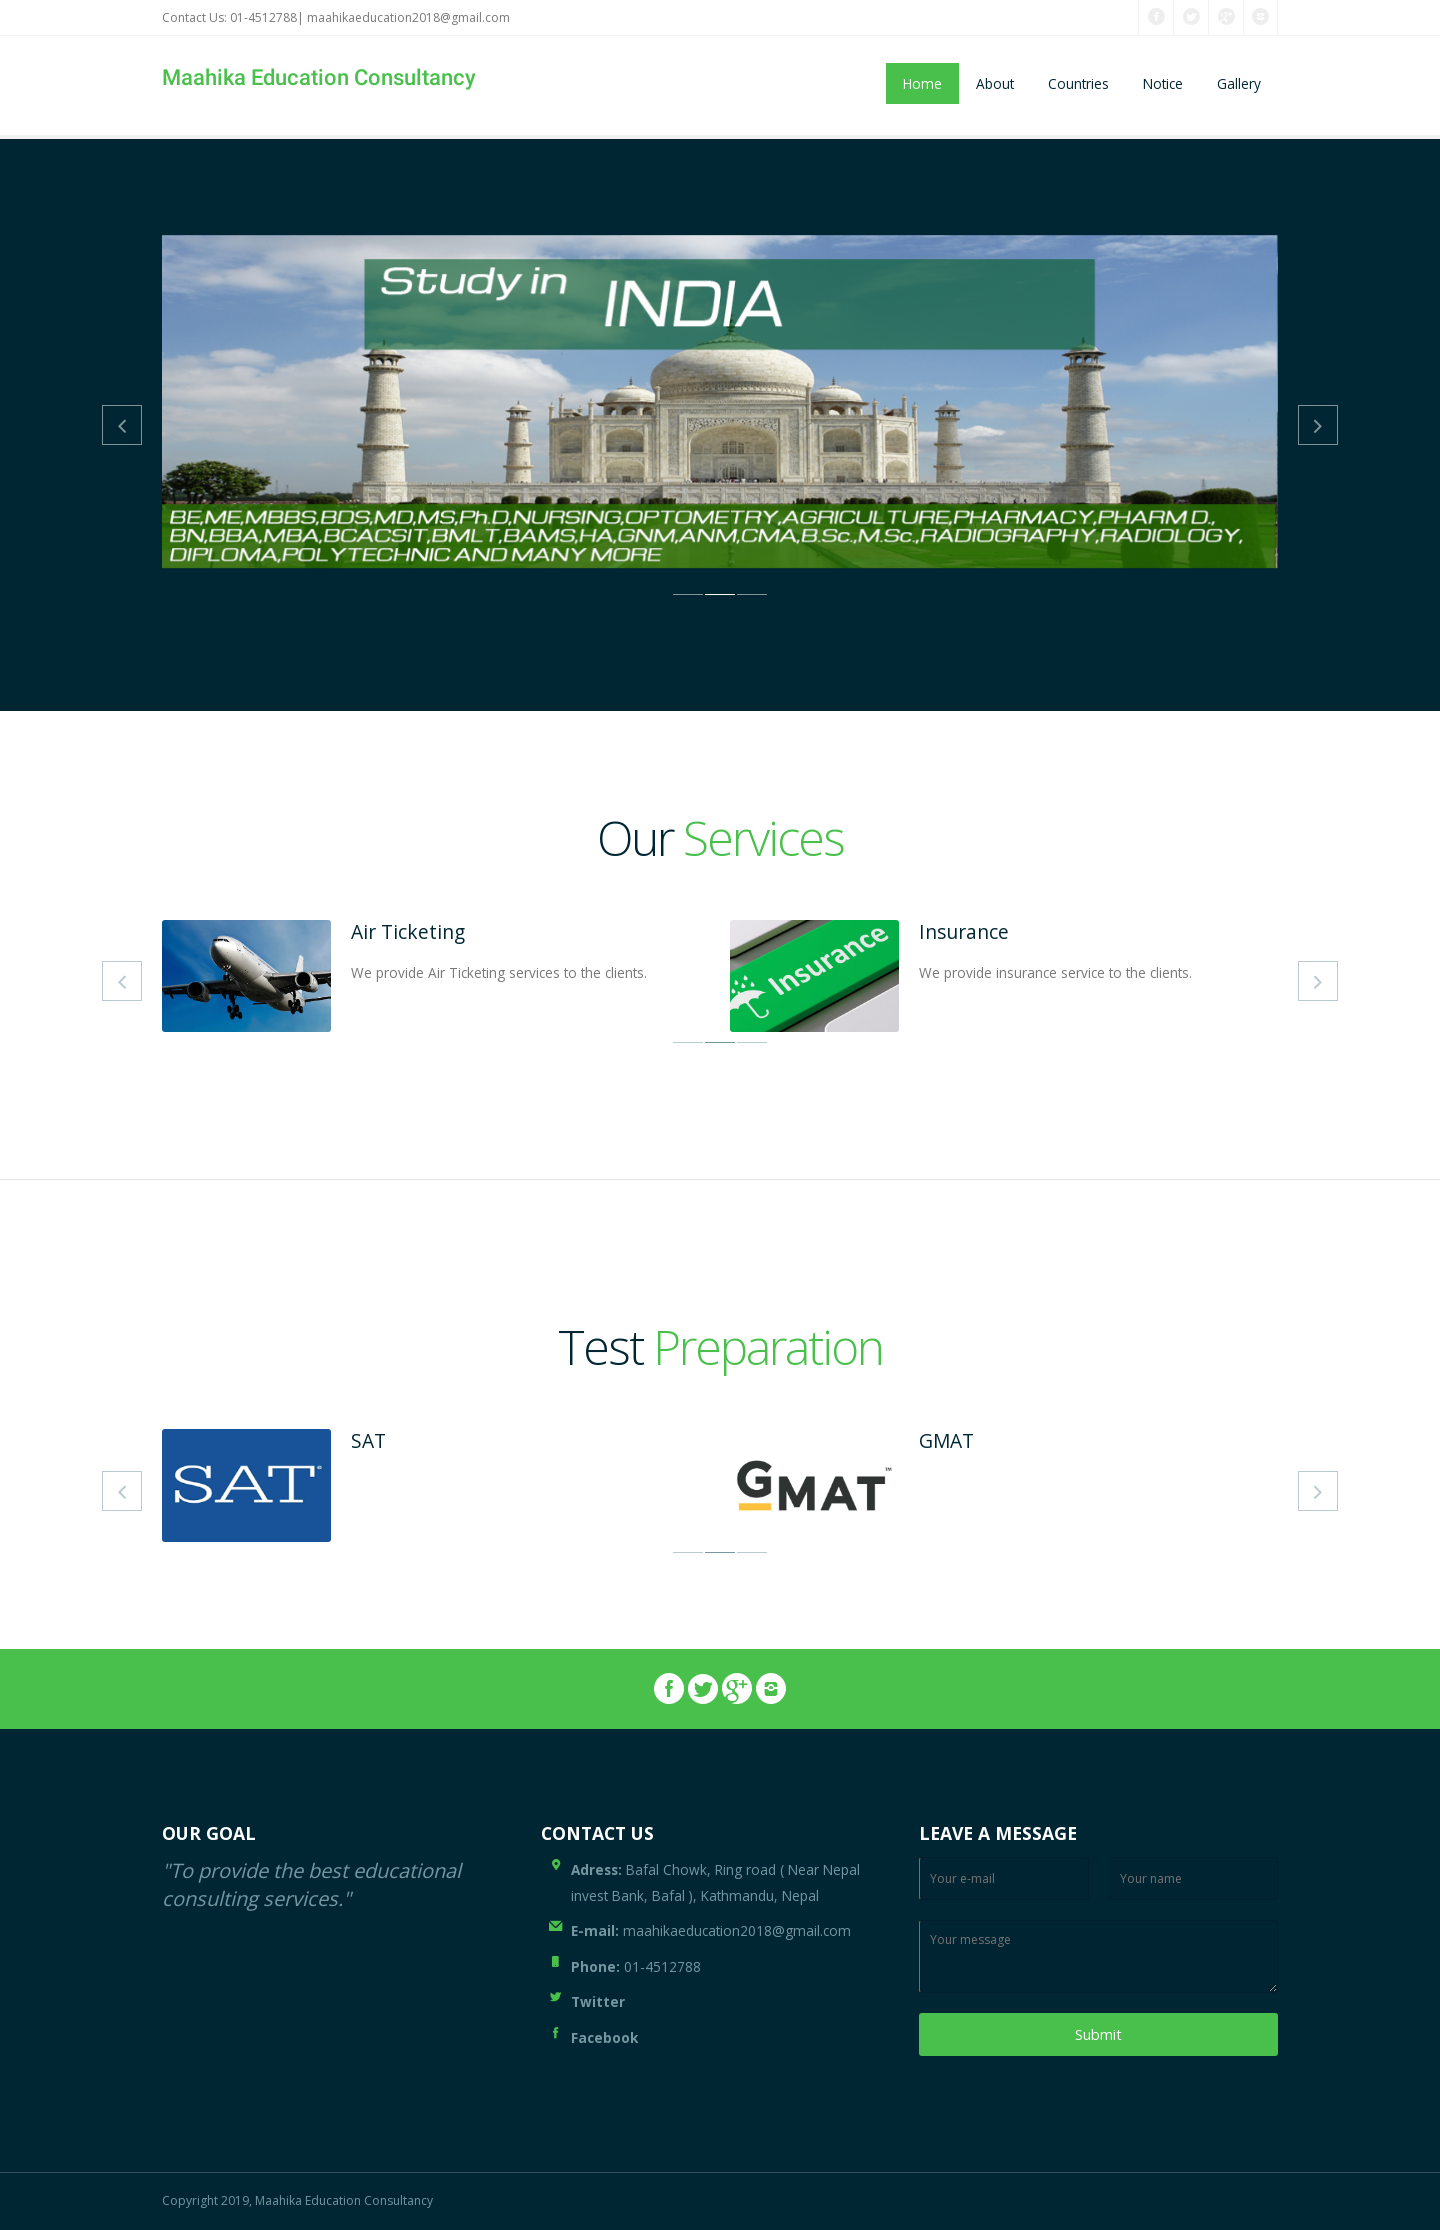 Contact Us: 01-4512788| maahikaeducation2018@gmail.com
Maahika Education Consultancy
Home
About
Countries
Notice
Gallery
Study in INDIA
BE,ME,MBBS,BDS,MD,MS,Ph.D,NURSING,OPTOMETRY,AGRICULTURE,PHARMACY,PHARM D.,
BN,BBA,MBA,BCACSIT,BMLT,BAMS,HA,GNM,ANM,CMA,B.Sc.,M.Sc.,RADIOGRAPHY,RADIOLOGY,
DIPLOMA,POLYTECHNIC AND MANY MORE
Our Services
Air Ticketing
We provide Air Ticketing services to the clients.
Insurance
Insurance
We provide insurance service to the clients.
Test Preparation
SAT
SAT
GMAT™
GMAT
OUR GOAL
"To provide the best educational
consulting services."
CONTACT US
Adress: Bafal Chowk, Ring road ( Near Nepal
invest Bank, Bafal ), Kathmandu, Nepal
E-mail: maahikaeducation2018@gmail.com
Phone: 01-4512788
Twitter
Facebook
LEAVE A MESSAGE
Your e-mail
Your name
Your message
Submit
Copyright 2019, Maahika Education Consultancy